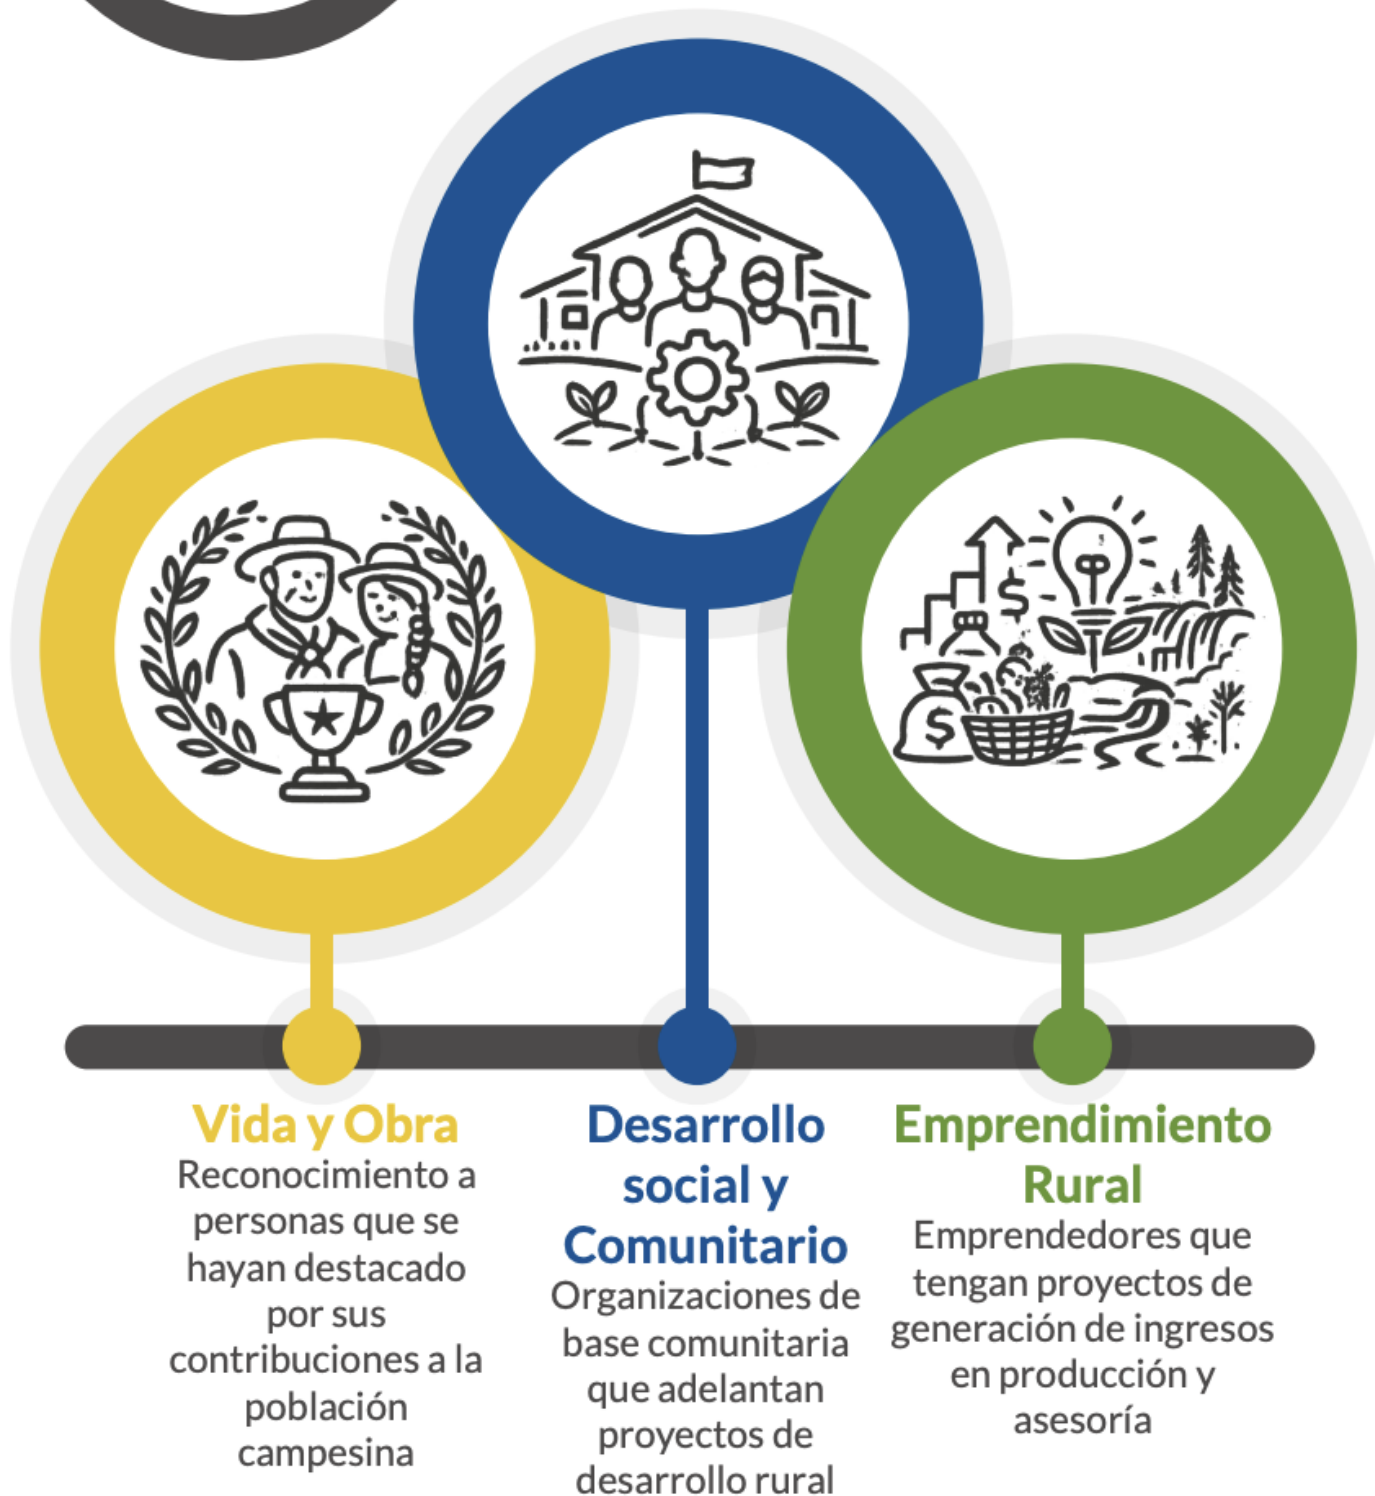 Vida y Obra
Reconocimiento a
personas que se
hayan destacado
por sus
contribuciones a la
población
campesina
Desarrollo
social y
Comunitario
Organizaciones de
base comunitaria
que adelantan
proyectos de
desarrollo rural
Emprendimiento
Rural
Emprendedores que
tengan proyectos de
generación de ingresos
en producción y
asesoría
$
$